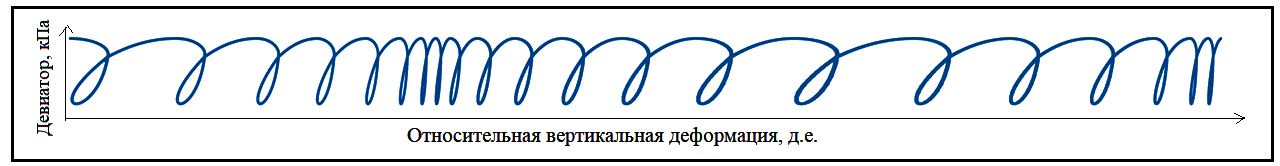 Девиатор, кПа
Относительная вертикальная деформация, д.е.